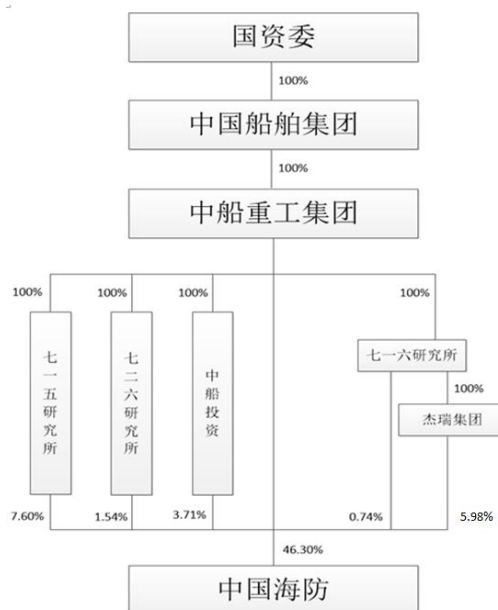 国资委
100%
中国船舶集团
100%
中船重工集团
100%
100%
100%
100%
七一五研究所
七二六研究所
中船投资
七一六研究所
100%
杰瑞集团
7.60%
1.54%
3.71%
0.74%
5.98%
46.30%
中国海防